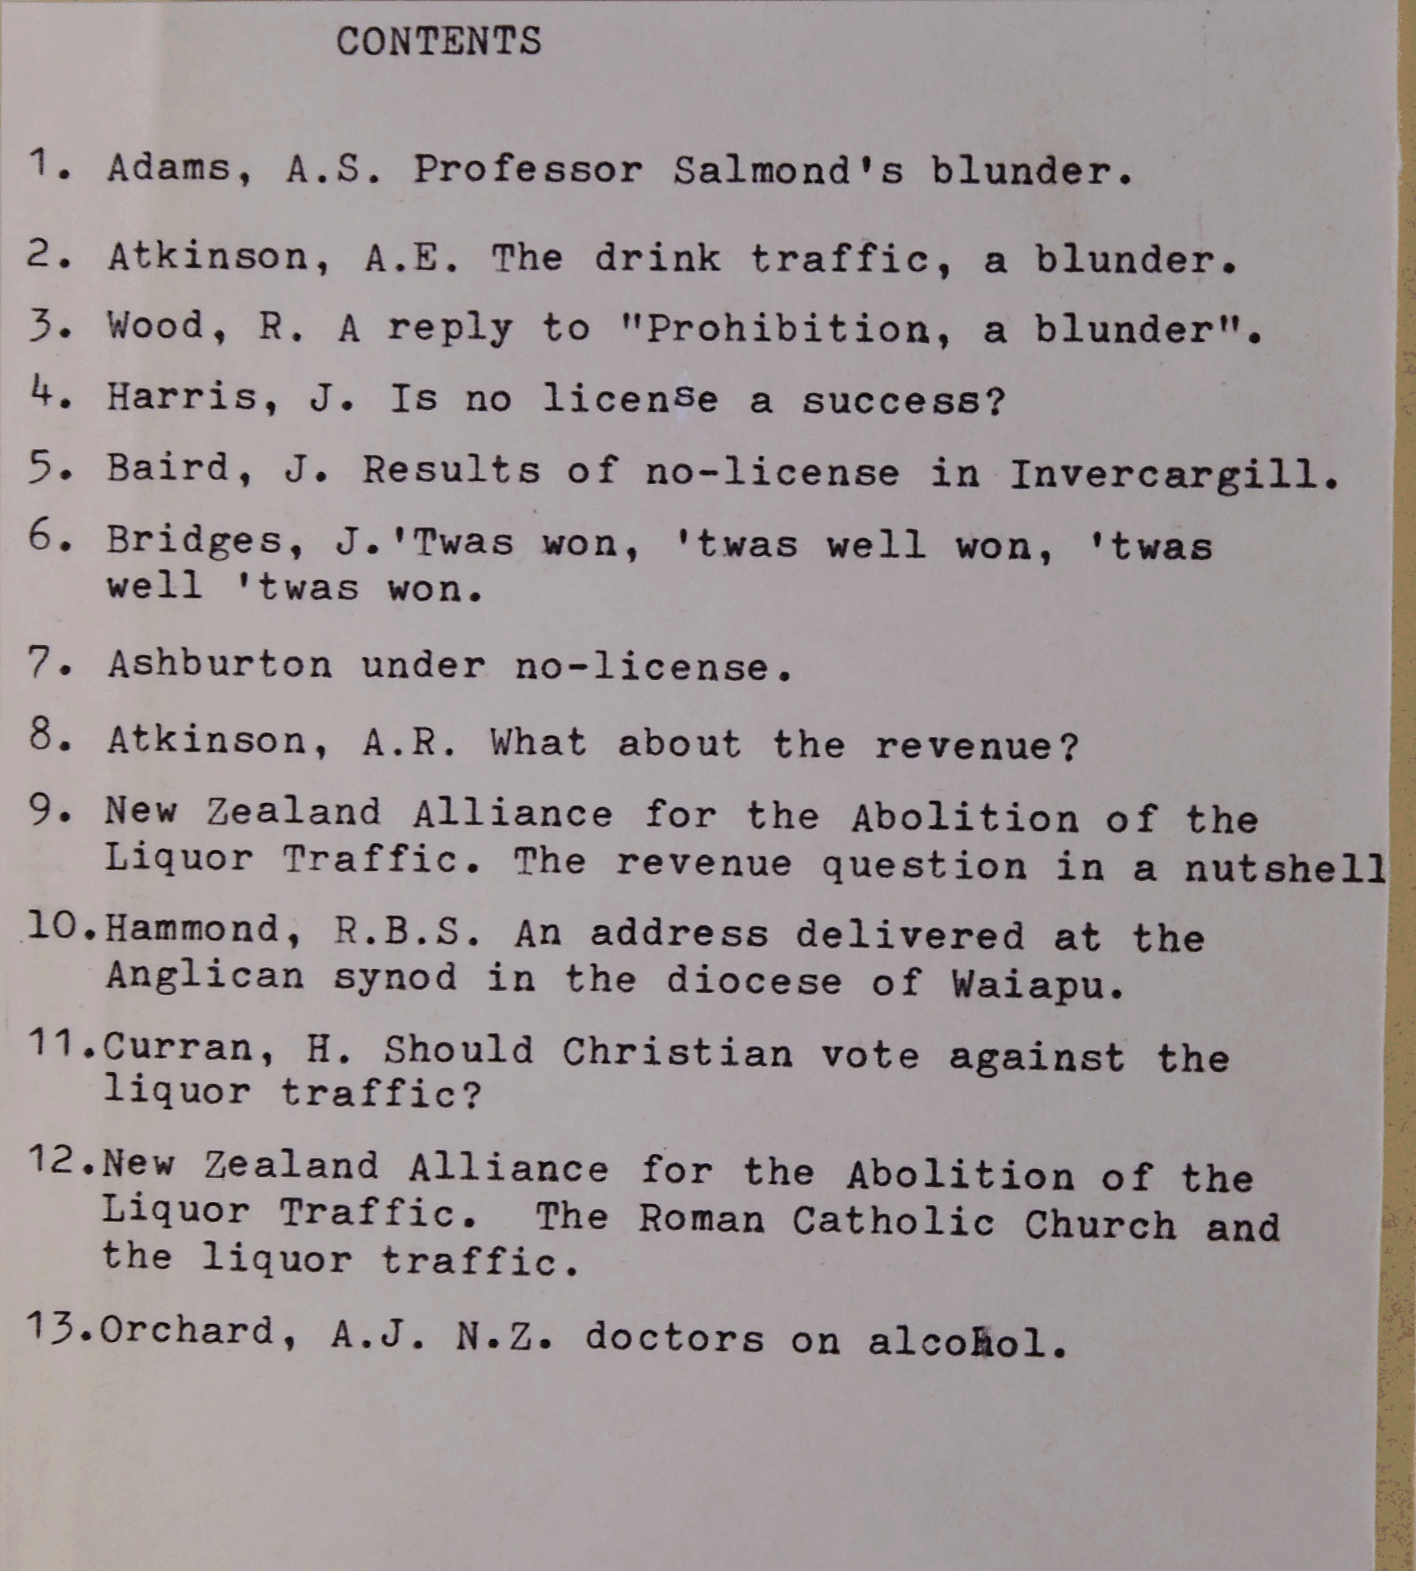 CONTENTS
1. Adams, A.S. Professor Salmond's blunder.
2. Atkinson, A.E. The drink traffic, a blunder.
3. Wood, R. A reply to "Prohibition, a blunder".
4. Harris, J. Is no license a success?
5. Baird, J. Results of no-license in Invercargill.
6. Bridges, J.'Twas won, 'twas well won, 'twas
well 'twas won.
7. Ashburton under no-license.
8. Atkinson, A.R. What about the revenue?
9. New Zealand Alliance for the Abolition of the
Liquor Traffic. The revenue question in a nutshell
10.Hammond, R.B.S. An address delivered at the
Anglican synod in the diocese of Waiapu.
11.Curran, H. Should Christian vote against the
liquor traffic?
12.New Zealand Alliance for the Abolition of the
Liquor Traffic. The Roman Catholic Church and
the liquor traffic.
13.Orchard, A.J. N.Z. doctors on alcohol.